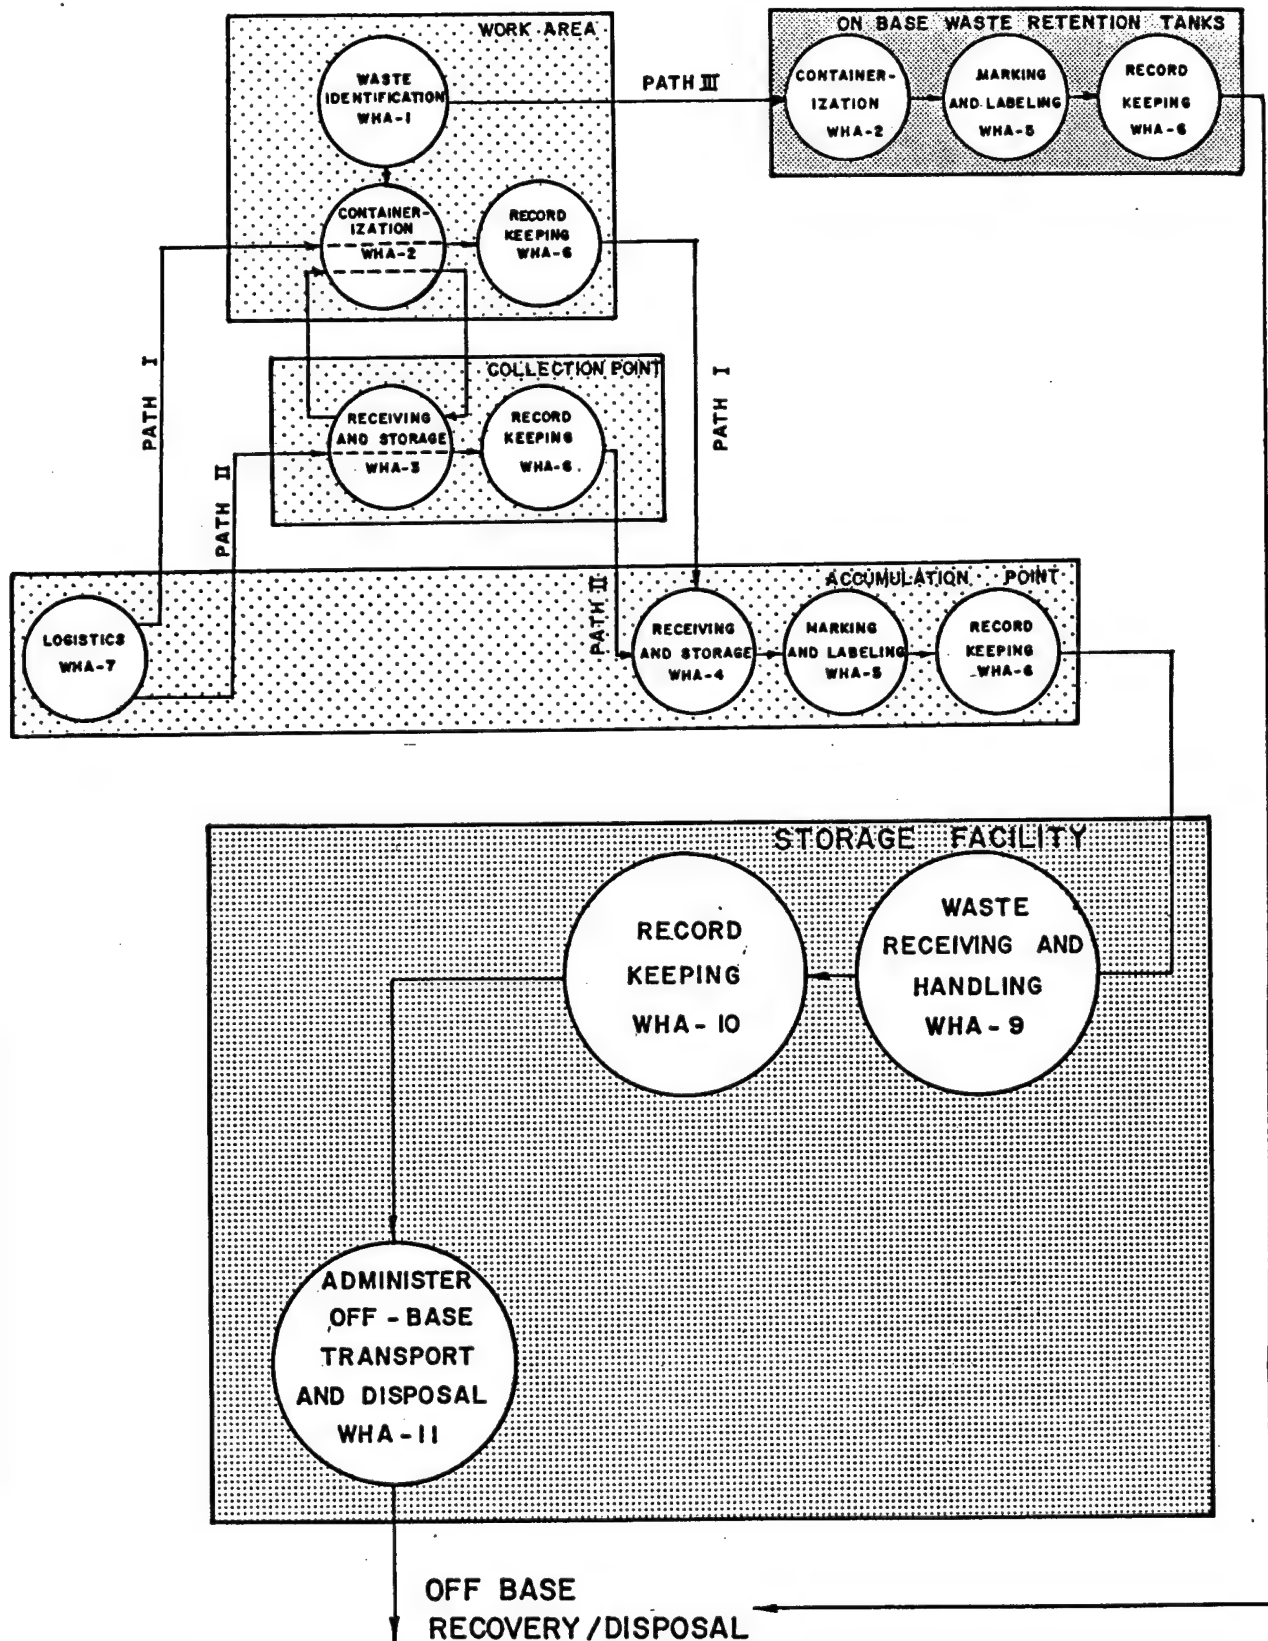 WORK AREA
WASTE
IDENTIFICATION
WHA-1
CONTAINER-
IZATION
WHA-2
RECORD
KEEPING
WHA-6
PATH III
ON BASE WASTE RETENTION TANKS
CONTAINER-
IZATION
WHA-2
MARKING
AND LABELING
WHA-5
RECORD
KEEPING
WHA-6
PATH I
PATH II
COLLECTION POINT
RECEIVING
AND STORAGE
WHA-3
RECORD
KEEPING
WHA-6
PATH I
PATH II
ACCUMULATION POINT
LOGISTICS
WHA-7
RECEIVING
AND STORAGE
WHA-4
MARKING
AND LABELING
WHA-5
RECORD
KEEPING
WHA-6
STORAGE FACILITY
RECORD
KEEPING
WHA-10
WASTE
RECEIVING AND
HANDLING
WHA-9
ADMINISTER
OFF-BASE
TRANSPORT
AND DISPOSAL
WHA-11
OFF BASE
RECOVERY/DISPOSAL